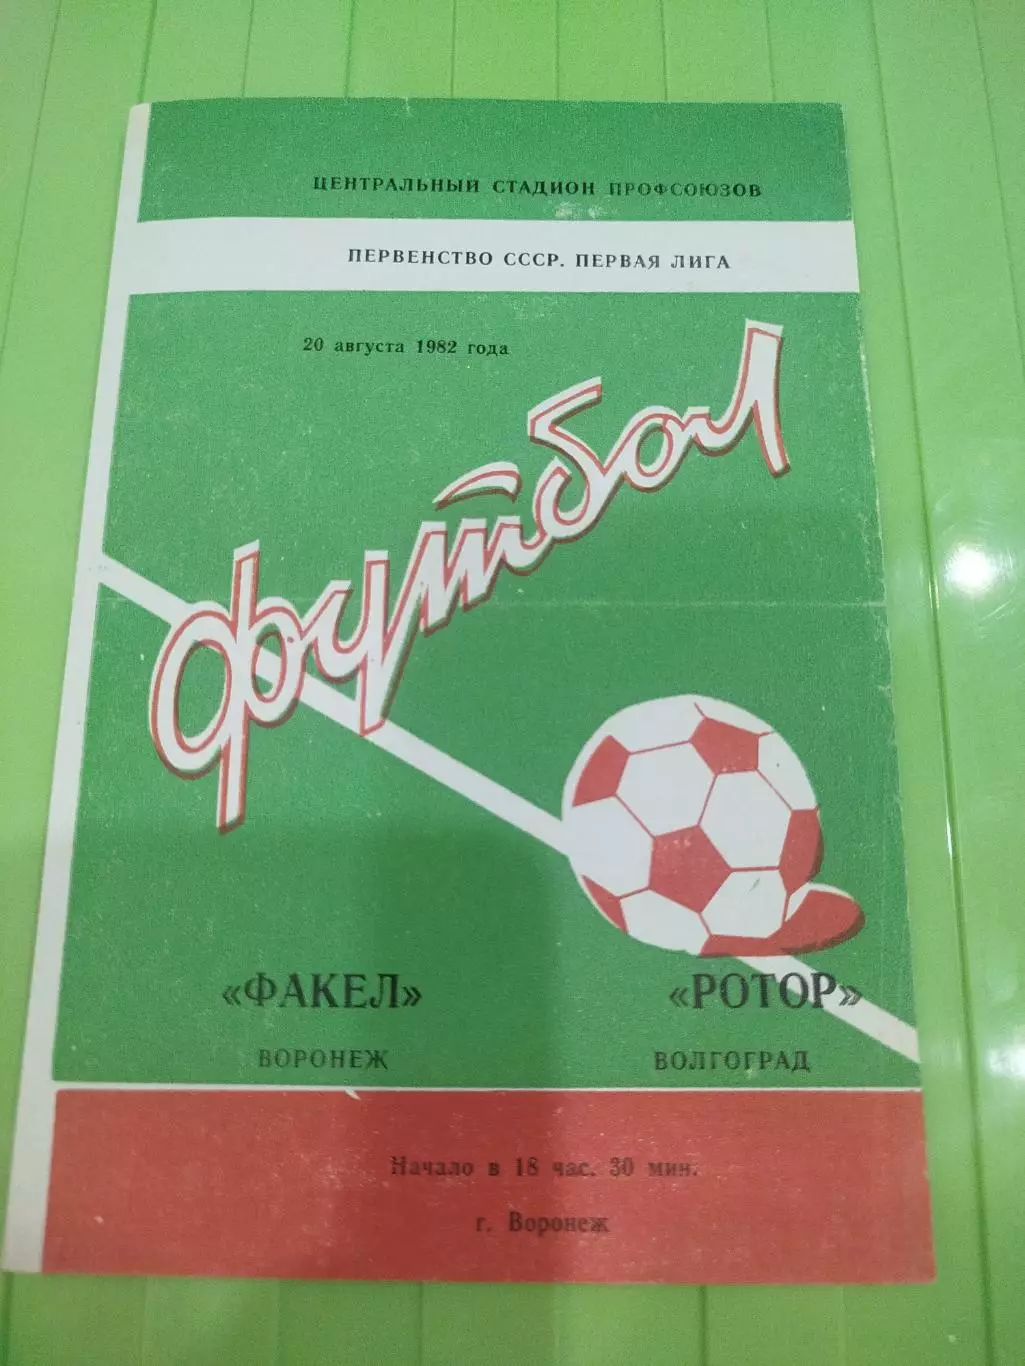 ЦЕНТРАЛЬНЫЙ СТАДИОН ПРОФСОЮЗОВ
ПЕРВЕНСТВО СССР. ПЕРВАЯ ЛИГА
20 августа 1982 года
футбол
«ФАКЕЛ» «РОТОР»
ВОРОНЕЖ ВОЛГОГРАД
Начало в 18 час. 30 мин.
г. Воронеж